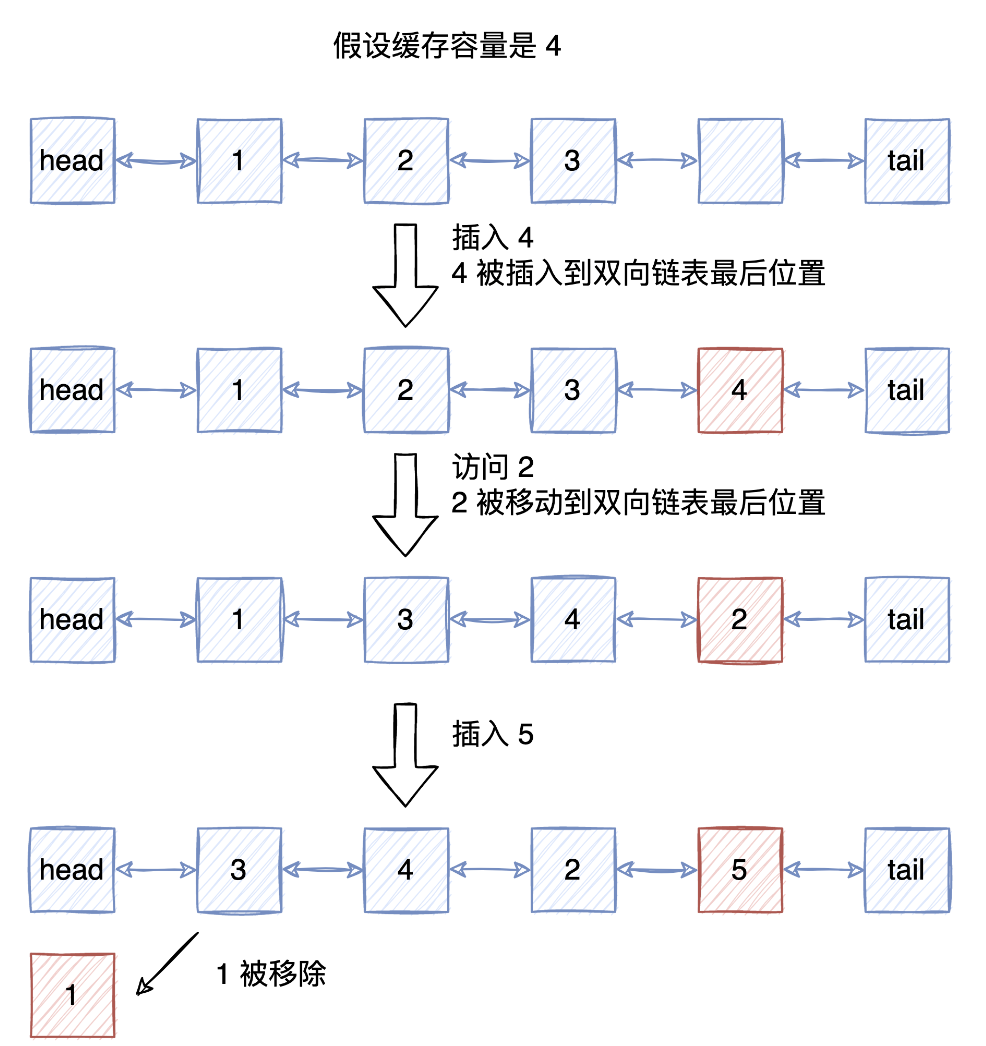 假设缓存容量是 4
head 1 2 3 tail
插入 4
4 被插入到双向链表最后位置
head 1 2 3 4 tail
访问 2
2 被移动到双向链表最后位置
head 1 3 4 2 tail
插入 5
head 3 4 2 5 tail
1 被移除
1